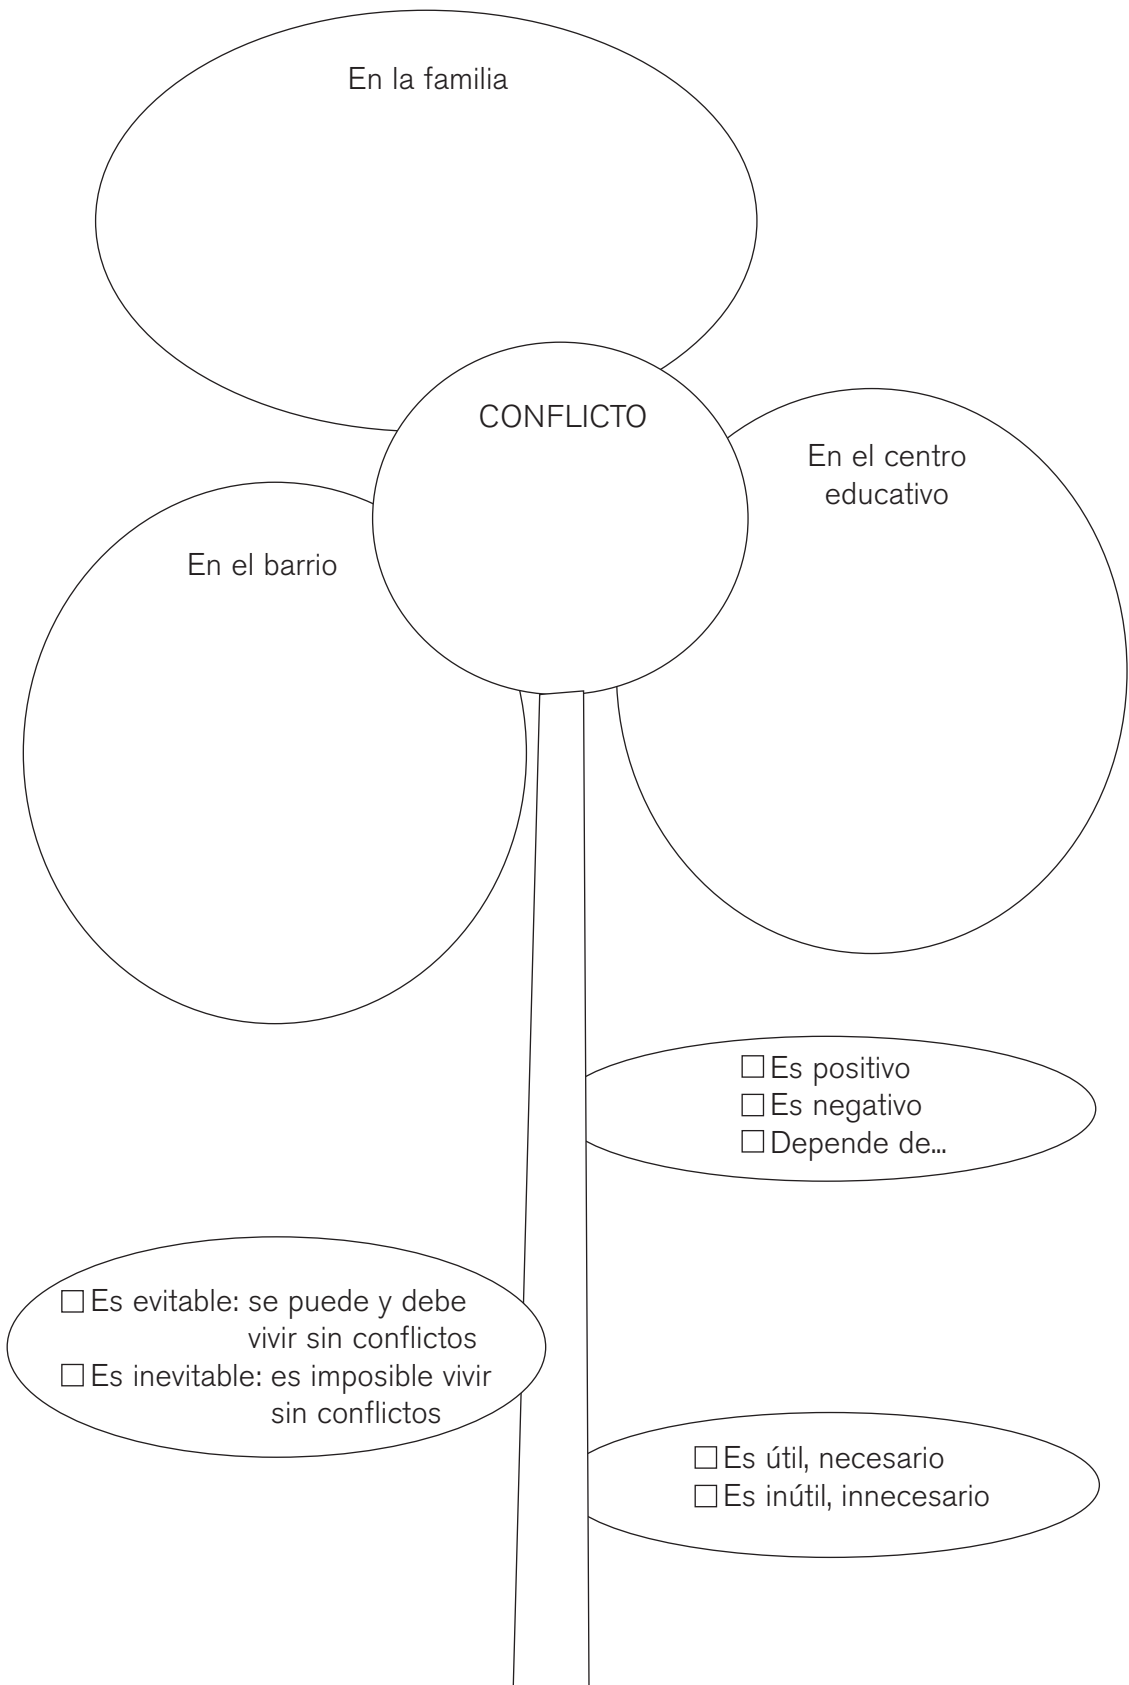 En la familia
CONFLICTO
En el centro
educativo
En el barrio
☐ Es positivo
☐ Es negativo
☐ Depende de...
☐ Es evitable: se puede y debe
vivir sin conflictos
☐ Es inevitable: es imposible vivir
sin conflictos
☐ Es útil, necesario
☐ Es inútil, innecesario